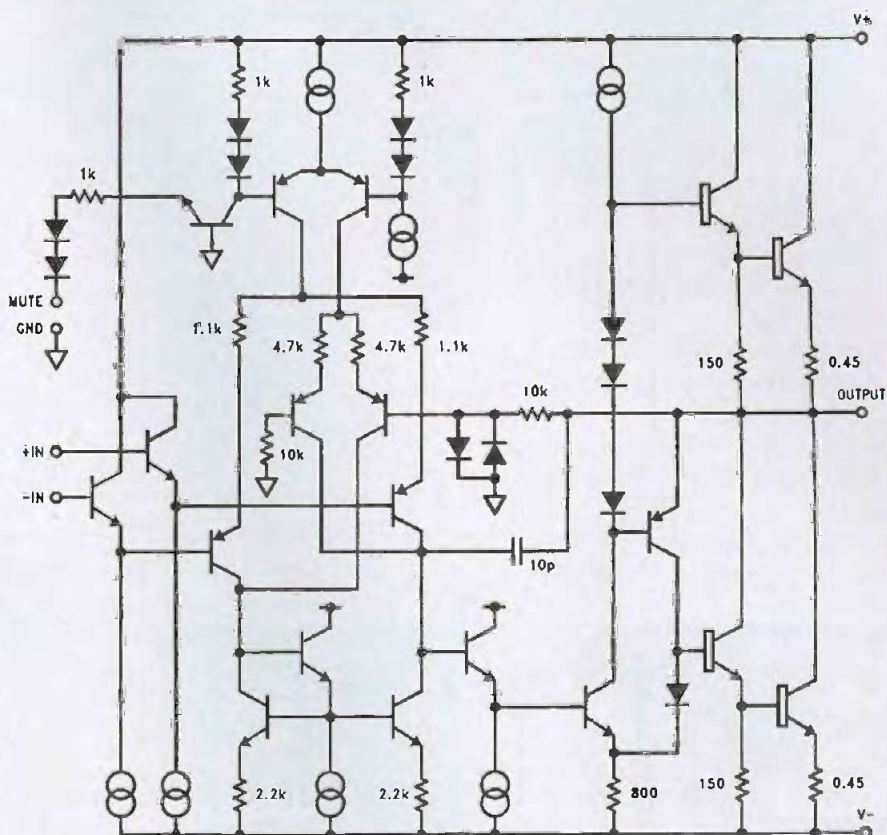 V+
1k
1k
1k
MUTE
GND
1.1k
4.7k
4.7k
1.1k
150
0.45
10k
OUTPUT
+IN
10k
-IN
10p
2.2k
2.2k
800
150
0.45
V-